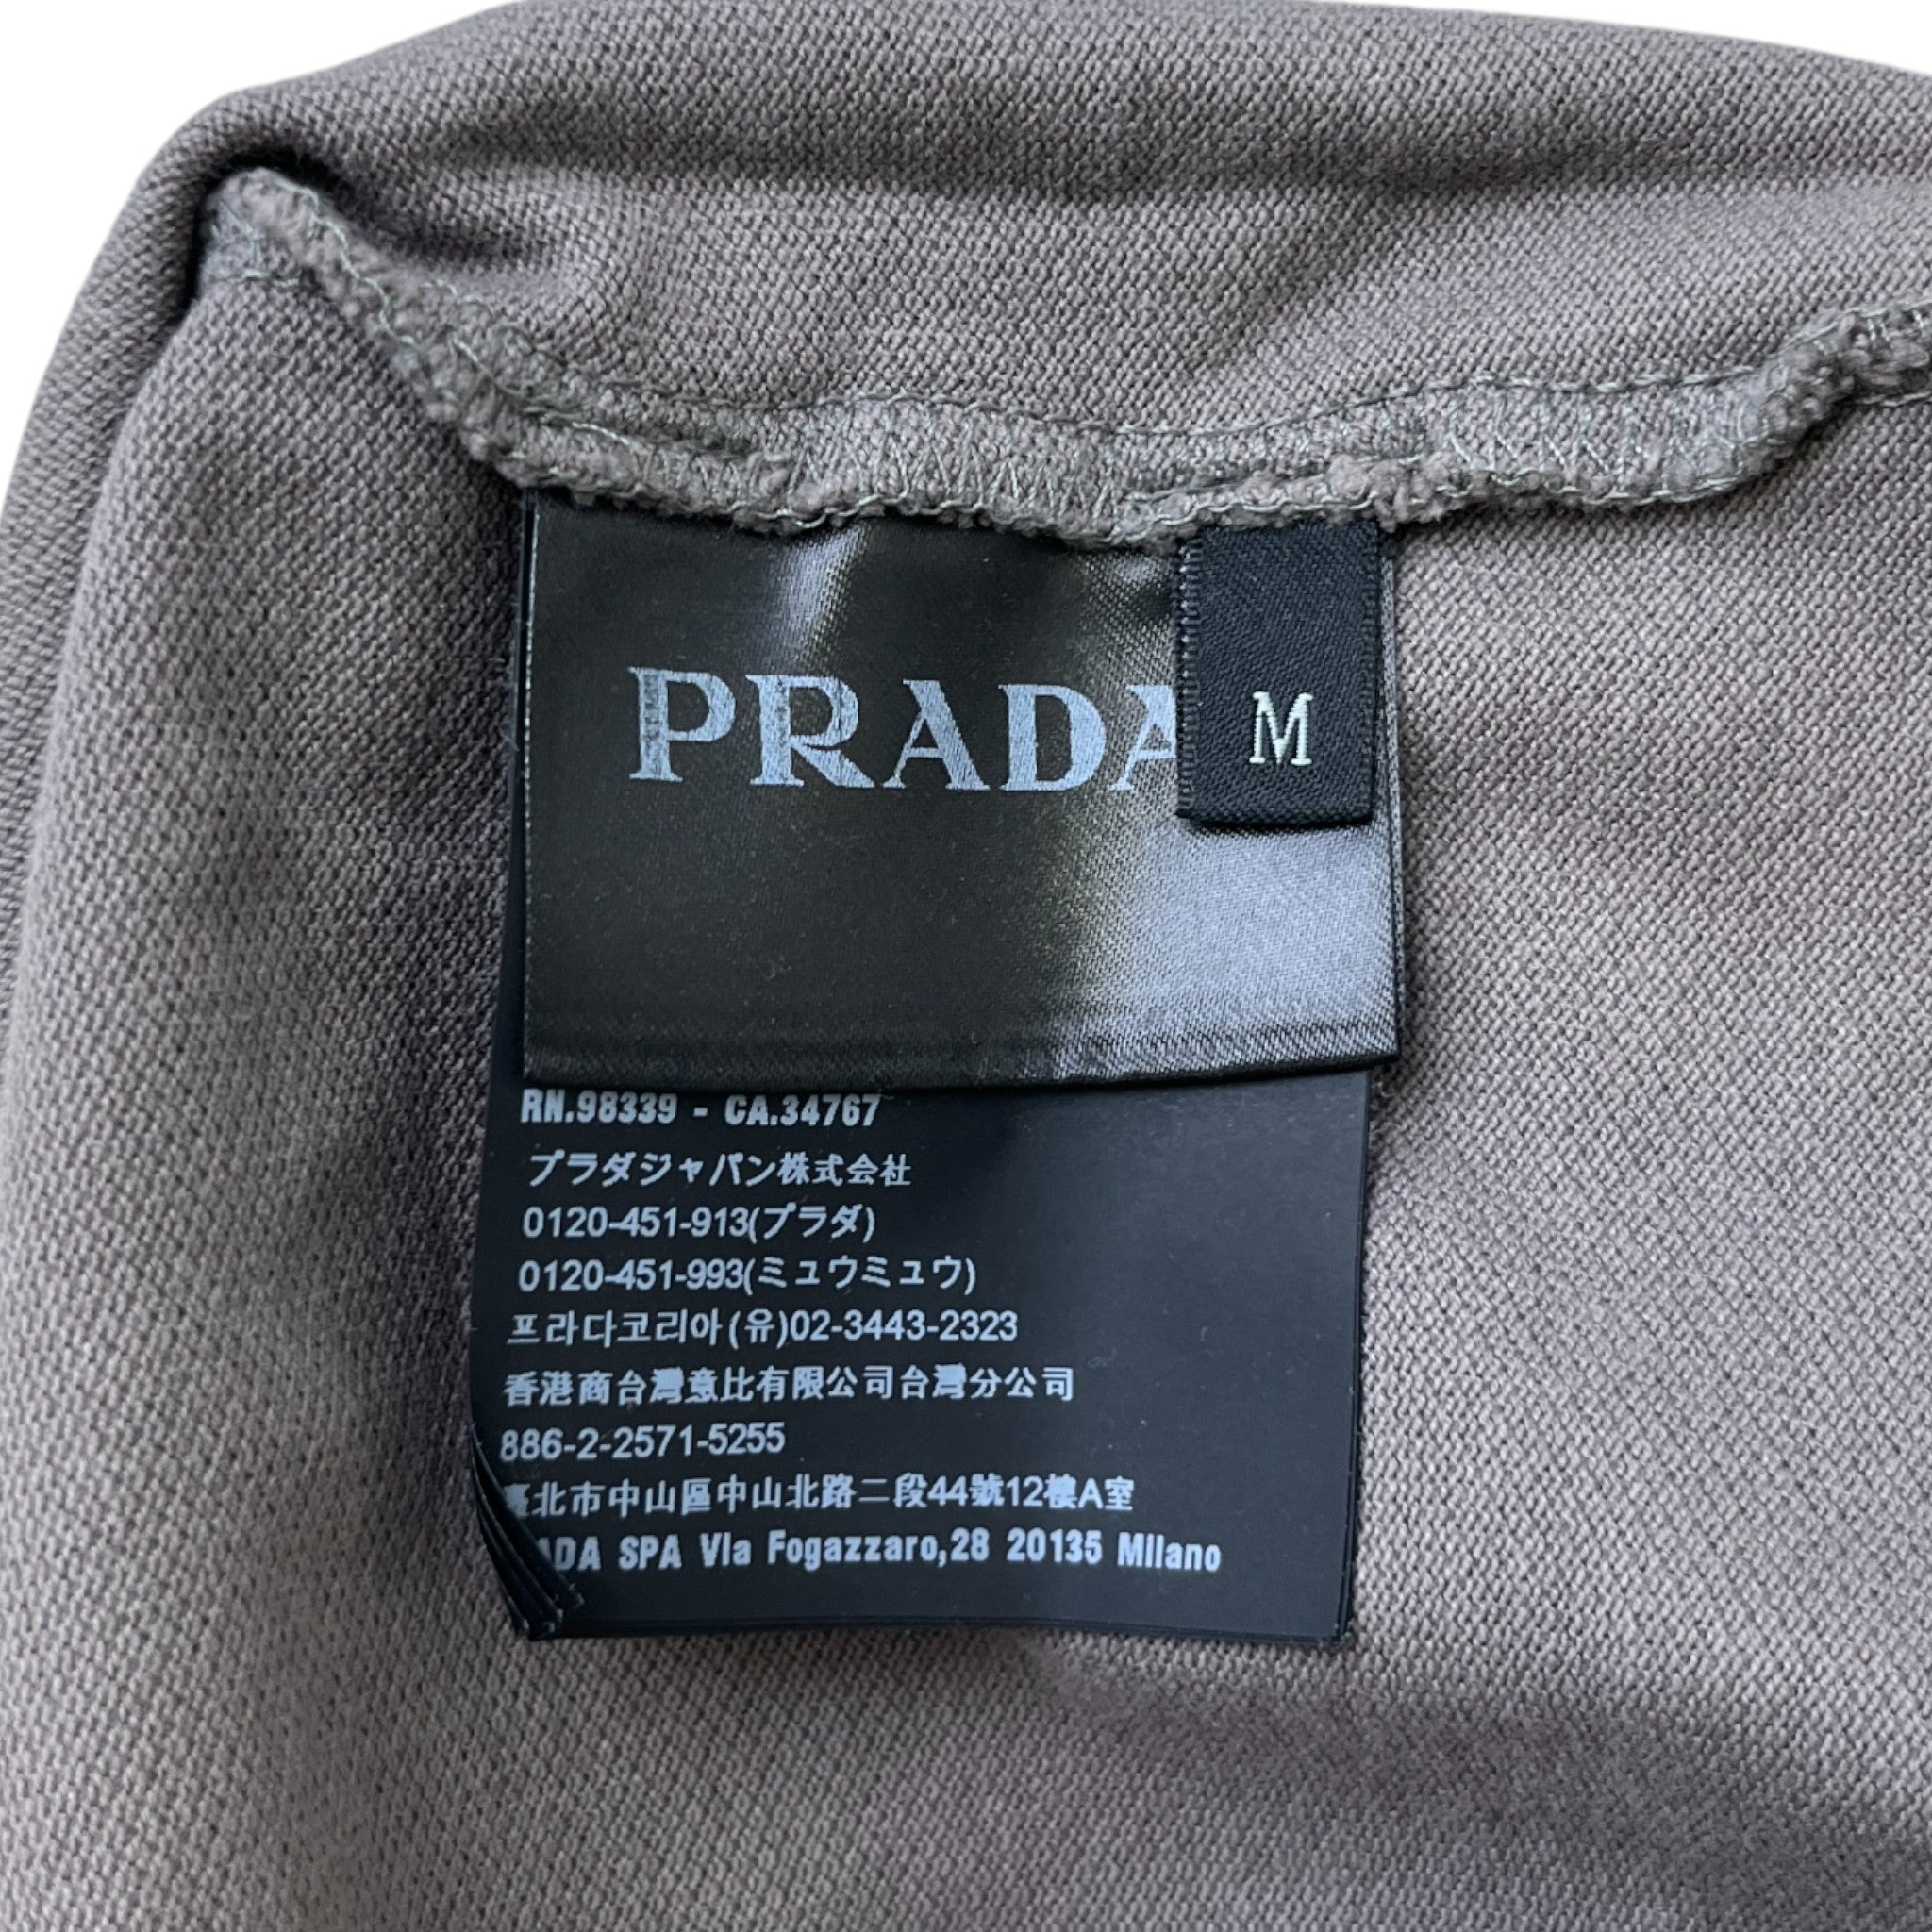 PRADA
M
RN.98339 - CA.34767
プラダジャパン株式会社
0120-451-913(プラダ)
0120-451-993(ミュウミュウ)
프라다코리아(유)02-3443-2323
香港商台灣意比有限公司台灣分公司
886-2-2571-5255
臺北市中山區中山北路二段44號12樓A室
ADA SPA Via Fogazzaro,28 20135 Milano